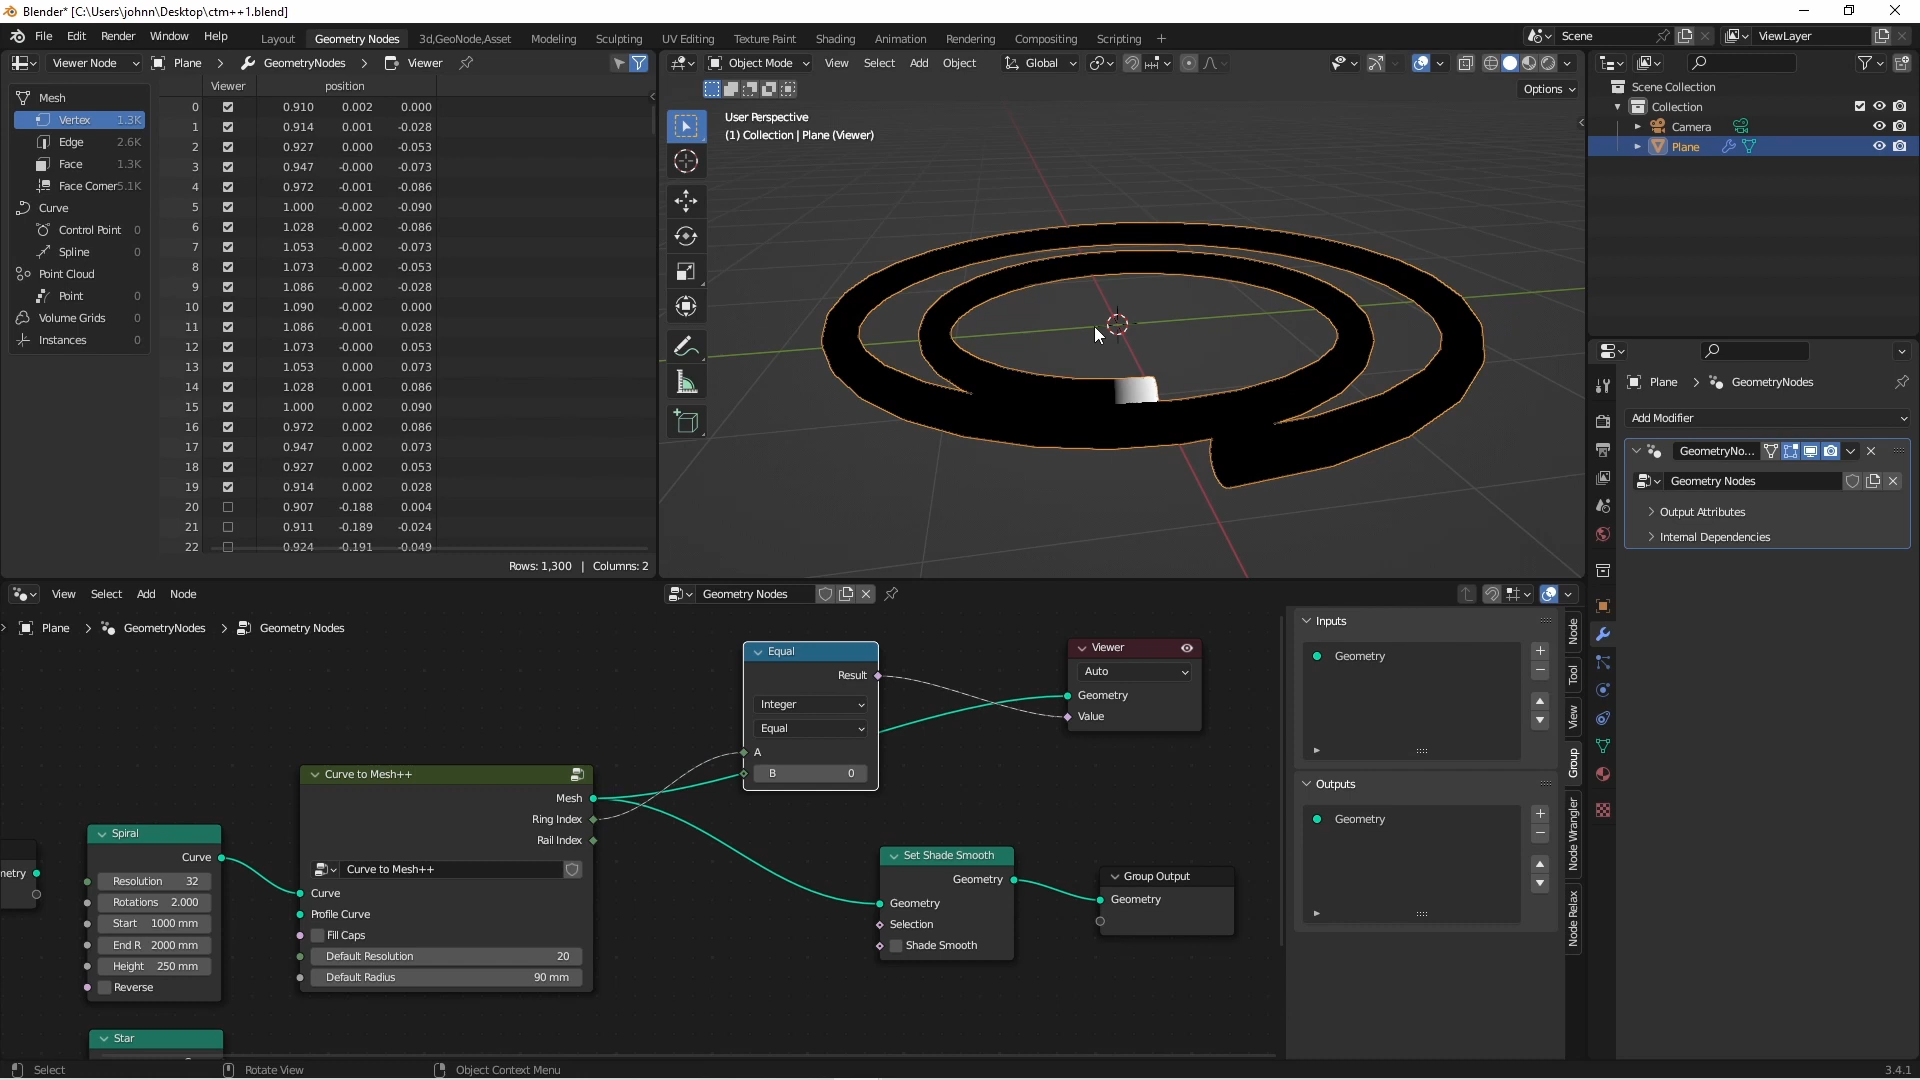 Blender* [C:\Users\johnn\Desktop\ctm++1.blend]
File Edit Render Window Help
Layout Geometry Nodes 3d,GeoNode,Asset Modeling Sculpting UV Editing Texture Paint Shading Animation Rendering Compositing Scripting +
Scene ViewLayer
Viewer Node Plane GeometryNodes Viewer
Object Mode View Select Add Object Global
Options
Viewer position
Mesh
Vertex 1.3K
Edge 2.6K
Face 1.3K
Face Corner 5.1K
Curve
Control Point 0
Spline 0
Point Cloud
Point 0
Volume Grids 0
Instances 0
0 0.910 0.002 0.000
1 0.914 0.001 -0.028
2 0.927 0.000 -0.053
3 0.947 -0.000 -0.073
4 0.972 -0.001 -0.086
5 1.000 -0.002 -0.090
6 1.028 -0.002 -0.086
7 1.053 -0.002 -0.073
8 1.073 -0.002 -0.053
9 1.086 -0.002 -0.028
10 1.090 -0.002 0.000
11 1.086 -0.001 0.028
12 1.073 -0.000 0.053
13 1.053 0.000 0.073
14 1.028 0.001 0.086
15 1.000 0.002 0.090
16 0.972 0.002 0.086
17 0.947 0.002 0.073
18 0.927 0.002 0.053
19 0.914 0.002 0.028
20 0.907 -0.188 0.004
21 0.911 -0.189 -0.024
22 0.924 -0.191 -0.049
Rows: 1,300 | Columns: 2
User Perspective
(1) Collection | Plane (Viewer)
Scene Collection
Collection
Camera
Plane
Plane GeometryNodes
Add Modifier
GeometryNo...
Geometry Nodes
Output Attributes
Internal Dependencies
View Select Add Node
Geometry Nodes
Plane GeometryNodes Geometry Nodes
Equal
Result
Integer
Equal
A
B 0
Viewer
Auto
Geometry
Value
Curve to Mesh++
Mesh
Ring Index
Rail Index
Curve to Mesh++
Curve
Profile Curve
Fill Caps
Default Resolution 20
Default Radius 90 mm
Spiral
Curve
Resolution 32
Rotations 2.000
Start 1000 mm
End R 2000 mm
Height 250 mm
Reverse
Star
metry
Set Shade Smooth
Geometry
Geometry
Selection
Shade Smooth
Group Output
Geometry
Inputs
Geometry
Outputs
Geometry
Node
Tool
View
Group
Node Wrangler
Node Relax
Select Rotate View Object Context Menu
3.4.1